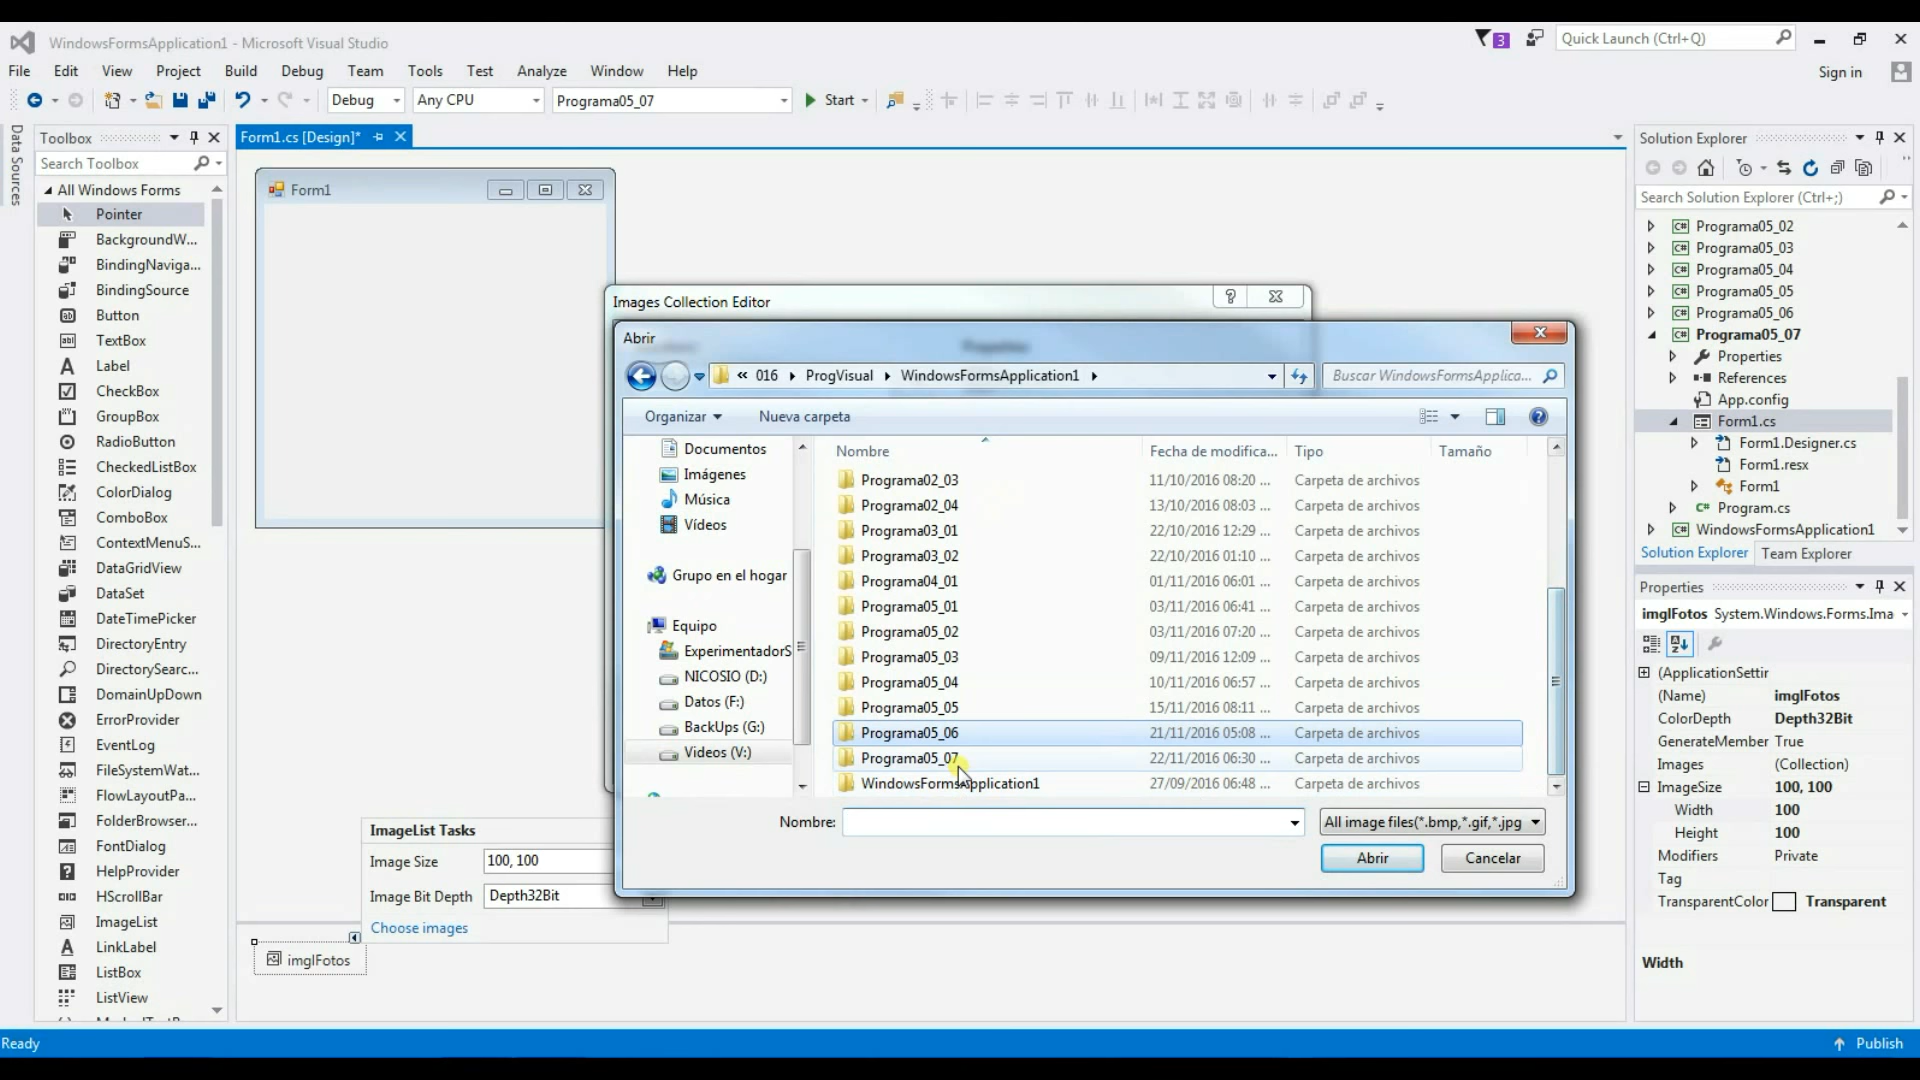 WindowsFormsApplication1 - Microsoft Visual Studio
3
Quick Launch (Ctrl+Q)
File Edit View Project Build Debug Team Tools Test Analyze Window Help
Sign in
Debug Any CPU Programa05_07 Start
Data Sources
Toolbox
Search Toolbox
All Windows Forms
Pointer
BackgroundW...
BindingNaviga...
BindingSource
Button
TextBox
Label
CheckBox
GroupBox
RadioButton
CheckedListBox
ColorDialog
ComboBox
ContextMenuS...
DataGridView
DataSet
DateTimePicker
DirectoryEntry
DirectorySearc...
DomainUpDown
ErrorProvider
EventLog
FileSystemWat...
FlowLayoutPa...
FolderBrowser...
FontDialog
HelpProvider
HScrollBar
ImageList
LinkLabel
ListBox
ListView
Form1.cs [Design]*
Form1
Images Collection Editor
Abrir
« 016 ProgVisual WindowsFormsApplication1
Buscar WindowsFormsApplica...
Organizar Nueva carpeta
Documentos
Imágenes
Música
Vídeos
Grupo en el hogar
Equipo
ExperimentadorS
NICOSIO (D:)
Datos (F:)
BackUps (G:)
Videos (V:)
Nombre Fecha de modifica... Tipo Tamaño
Programa02_03 11/10/2016 08:20 ... Carpeta de archivos
Programa02_04 13/10/2016 08:03 ... Carpeta de archivos
Programa03_01 22/10/2016 12:29 ... Carpeta de archivos
Programa03_02 22/10/2016 01:10 ... Carpeta de archivos
Programa04_01 01/11/2016 06:01 ... Carpeta de archivos
Programa05_01 03/11/2016 06:41 ... Carpeta de archivos
Programa05_02 03/11/2016 07:20 ... Carpeta de archivos
Programa05_03 09/11/2016 12:09 ... Carpeta de archivos
Programa05_04 10/11/2016 06:57 ... Carpeta de archivos
Programa05_05 15/11/2016 08:11 ... Carpeta de archivos
Programa05_06 21/11/2016 05:08 ... Carpeta de archivos
Programa05_07 22/11/2016 06:30 ... Carpeta de archivos
WindowsFormsApplication1 27/09/2016 06:48 ... Carpeta de archivos
Nombre: All image files(*.bmp,*.gif,*.jpg
Abrir Cancelar
ImageList Tasks
Image Size 100, 100
Image Bit Depth Depth32Bit
Choose images
imglFotos
Solution Explorer
Search Solution Explorer (Ctrl+;)
Programa05_02
Programa05_03
Programa05_04
Programa05_05
Programa05_06
Programa05_07
Properties
References
App.config
Form1.cs
Form1.Designer.cs
Form1.resx
Form1
Program.cs
WindowsFormsApplication1
Solution Explorer Team Explorer
Properties
imglFotos System.Windows.Forms.Ima
(ApplicationSettir
(Name) imglFotos
ColorDepth Depth32Bit
GenerateMember True
Images (Collection)
ImageSize 100, 100
Width 100
Height 100
Modifiers Private
Tag
TransparentColor Transparent
Width
Ready
Publish